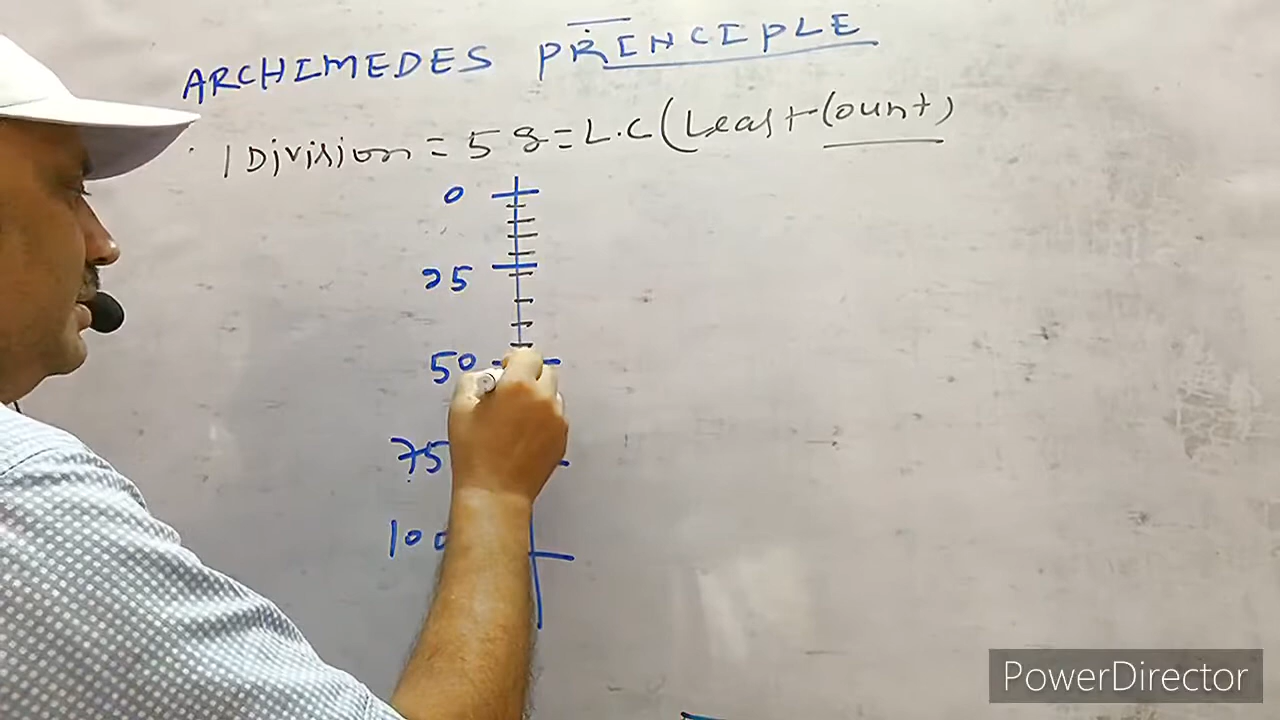 ARCHIMEDES PRINCIPLE
1 Division = 5 g = L.C (Least Count)
0
25
50
75
100
PowerDirector